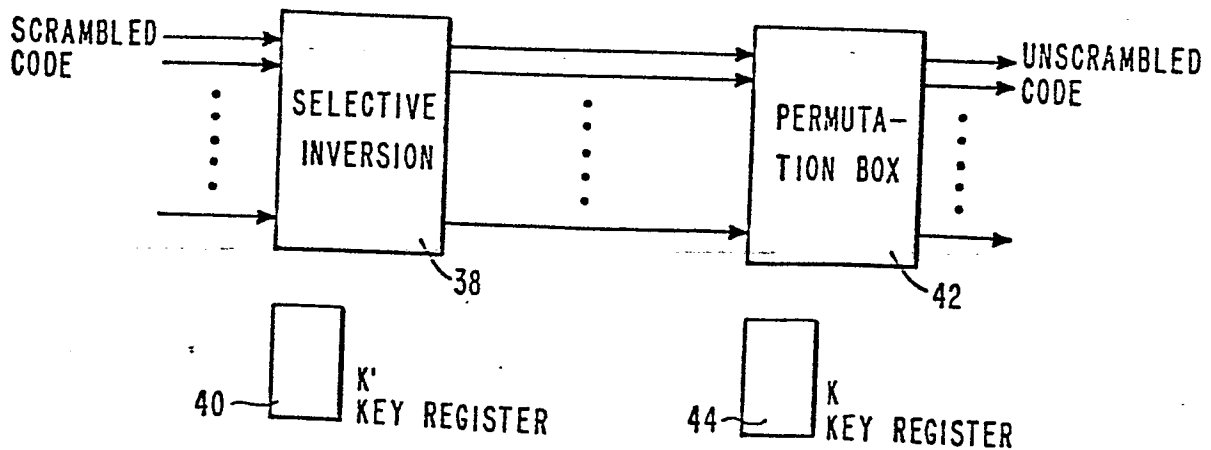 SCRAMBLED
CODE
SELECTIVE
INVERSION
38
PERMUTA-
TION BOX
42
UNSCRAMBLED
CODE
40
K'
KEY REGISTER
44
K
KEY REGISTER